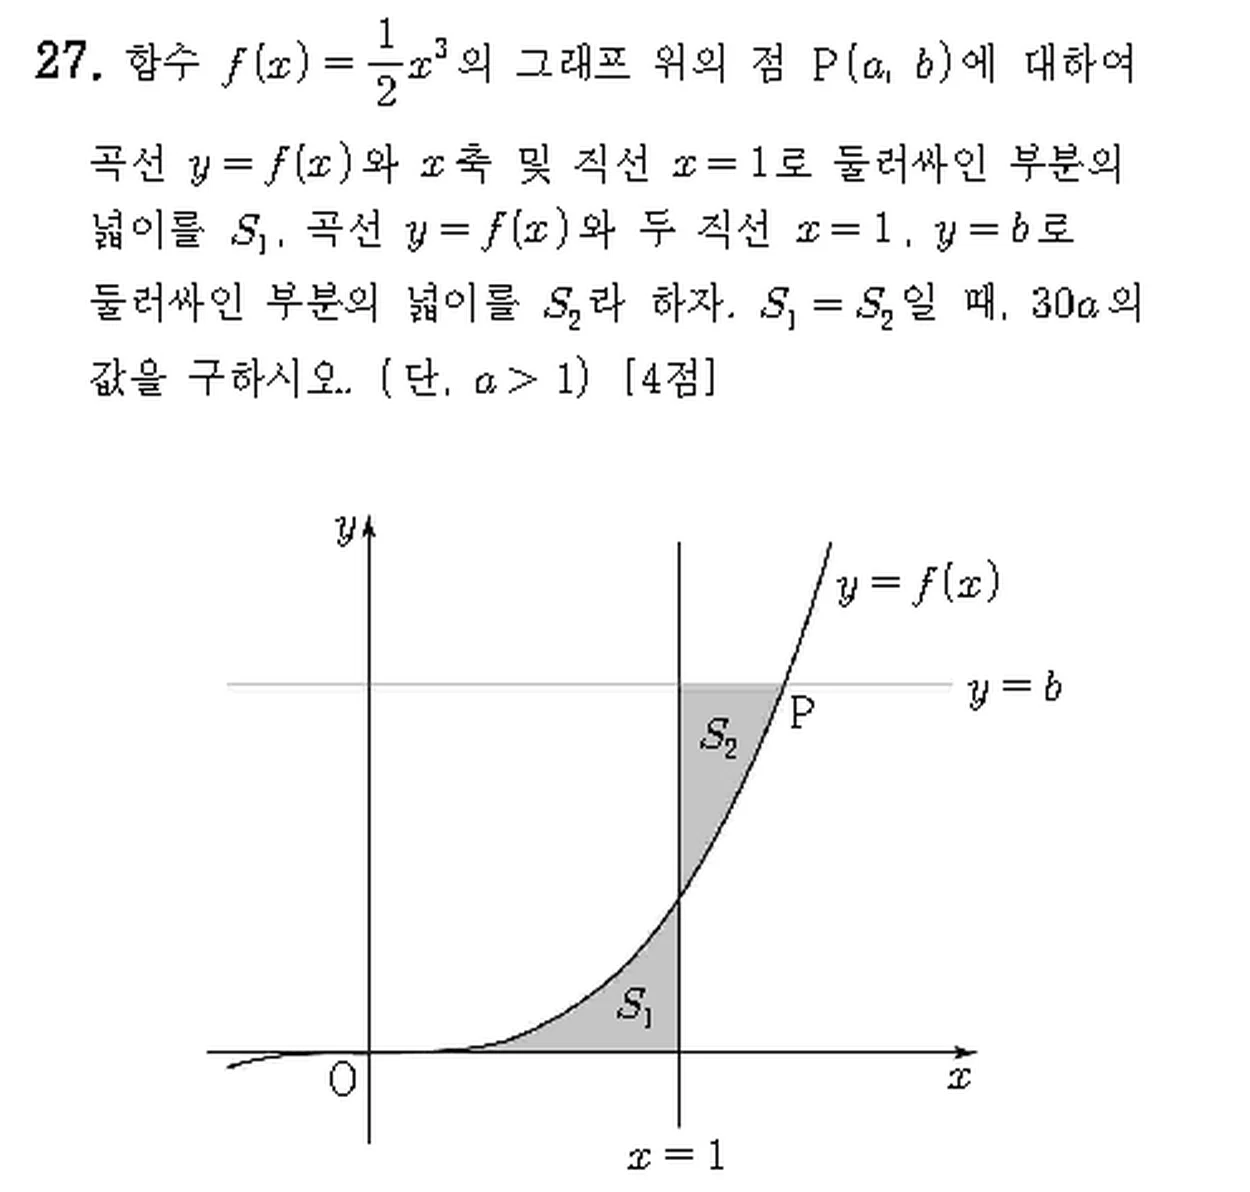 27. 함수 f(x) = 1/2 x³의 그래프 위의 점 P(a, b)에 대하여
곡선 y = f(x)와 x축 및 직선 x = 1로 둘러싸인 부분의
넓이를 S₁, 곡선 y = f(x)와 두 직선 x = 1, y = b로
둘러싸인 부분의 넓이를 S₂라 하자. S₁ = S₂일 때, 30a의
값을 구하시오. (단, a > 1) [4점]
y
y = f(x)
y = b
P
S₂
S₁
O
x
x = 1